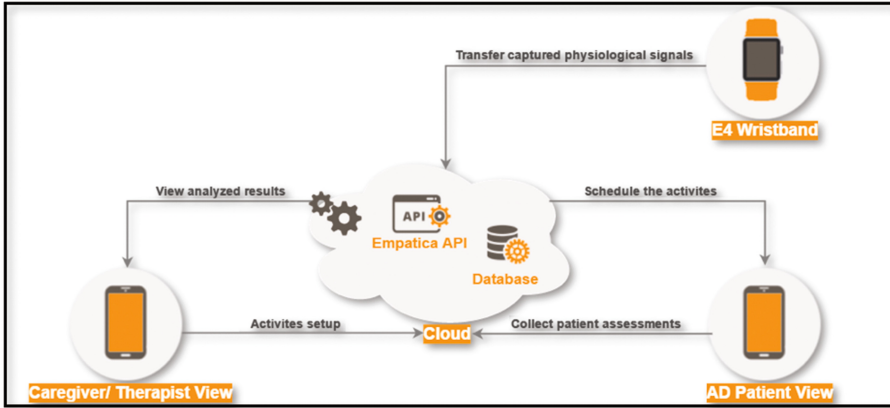 Transfer captured physiological signals
E4 Wristband
View analyzed results
Schedule the activites
API
Empatica API
Database
Activites setup
Cloud
Collect patient assessments
Caregiver/ Therapist View
AD Patient View